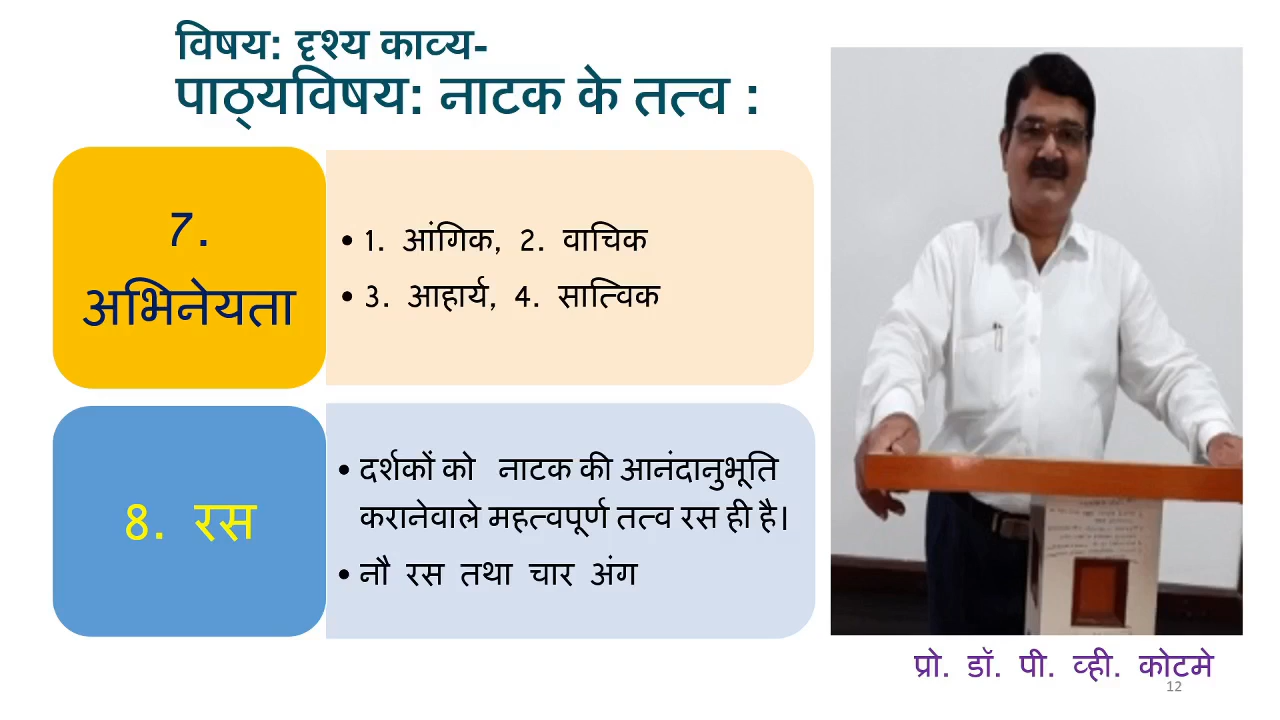 विषय: दृश्य काव्य-
पाठ्यविषय: नाटक के तत्व :
7.
अभिनेयता
• 1. आंगिक, 2. वाचिक
• 3. आहार्य, 4. सात्विक
8. रस
• दर्शकों को नाटक की आनंदानुभूति
करानेवाले महत्वपूर्ण तत्व रस ही है।
• नौ रस तथा चार अंग
प्रो. डॉ. पी. व्ही. कोटमे
12